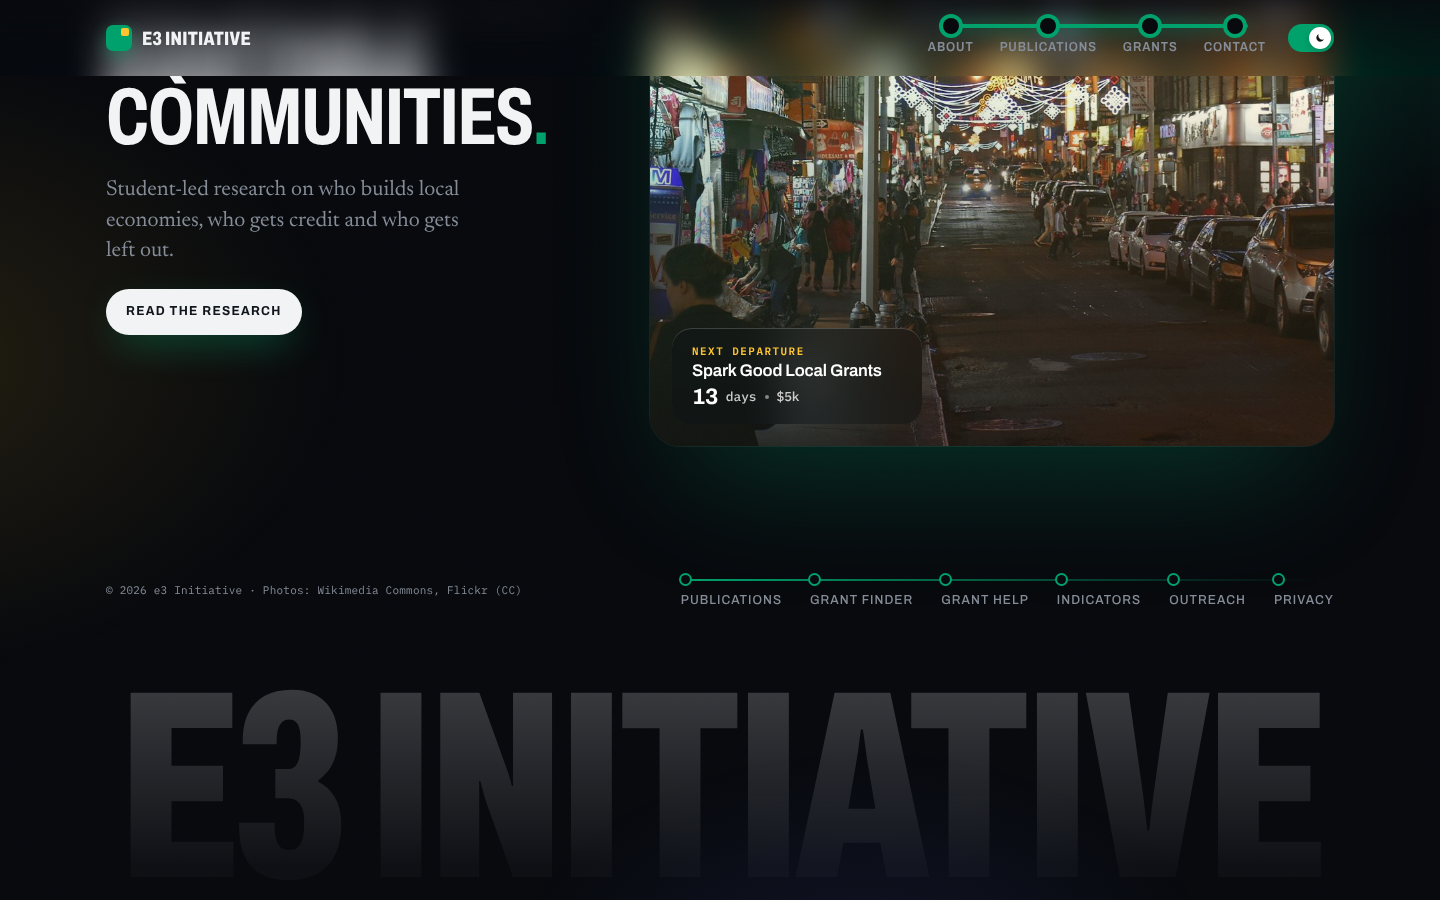 E3 INITIATIVE
ABOUT
PUBLICATIONS
GRANTS
CONTACT
CÒMMUNITIES.
Student-led research on who builds local
economies, who gets credit and who gets
left out.
READ THE RESEARCH
NEXT DEPARTURE
Spark Good Local Grants
13 days • $5k
© 2026 e3 Initiative · Photos: Wikimedia Commons, Flickr (CC)
PUBLICATIONS
GRANT FINDER
GRANT HELP
INDICATORS
OUTREACH
PRIVACY
E3 INITIATIVE